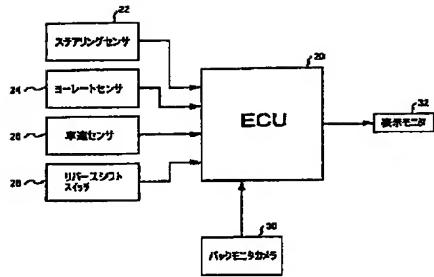 22
ステアリングセンサ
24
ヨーレートセンサ
26
車速センサ
28
リバースシフト
スイッチ
20
ECU
32
表示モニタ
30
バックモニタカメラ